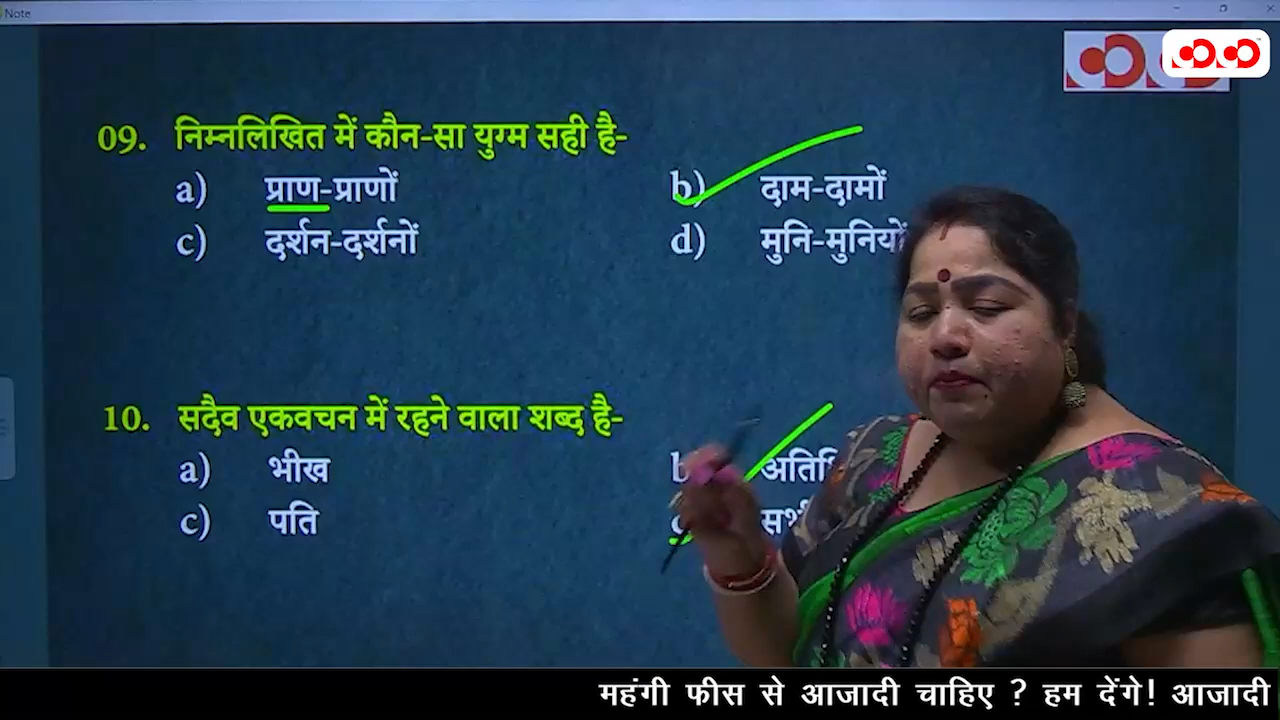 Note
09. निम्नलिखित में कौन-सा युग्म सही है-
a) प्राण-प्राणों b) दाम-दामों
c) दर्शन-दर्शनों d) मुनि-मुनियों
10. सदैव एकवचन में रहने वाला शब्द है-
a) भीख
c) पति
महंगी फीस से आजादी चाहिए ? हम देंगे! आजादी